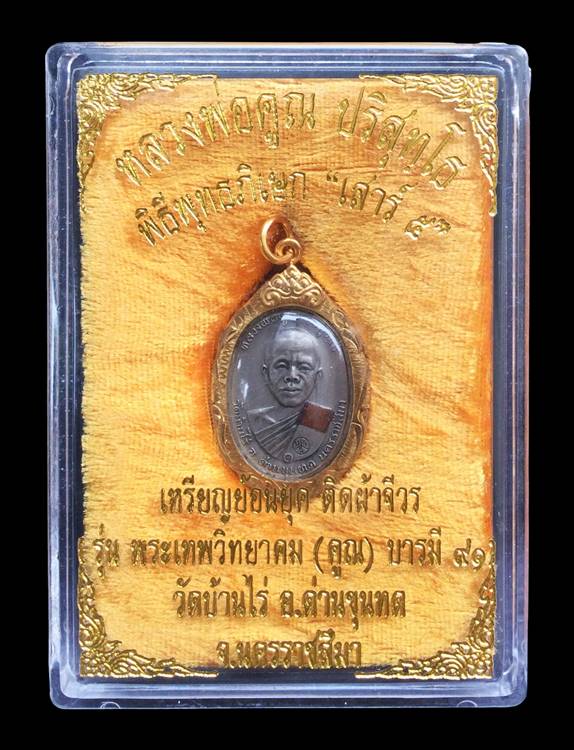 หลวงพ่อคูณ ปริสุทฺโธ
พิธีพุทธภิเษก "เสาร์ ๕"
๑
เหรียญย้อนยุค ติดผ้าจีวร
รุ่น พระเทพวิทยาคม (คูณ) บารมี ๙๑
วัดบ้านไร่ อ.ด่านขุนทด
จ.นครราชสีมา